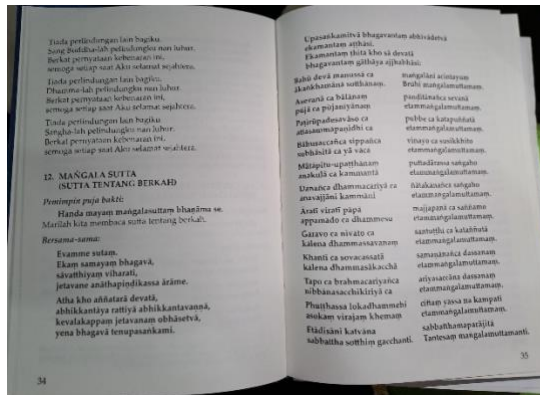 Tiada perlindungan lain bagiku.
Sang Buddha-lah pelindungku nan luhur.
Berkat pernyataan kebenaran ini,
semoga setiap saat Aku selamat sejahtera.
Tiada perlindungan lain bagiku.
Dhamma-lah pelindungku nan luhur.
Berkat pernyataan kebenaran ini,
semoga setiap saat Aku selamat sejahtera.
Tiada perlindungan lain bagiku.
Sangha-lah pelindungku nan luhur.
Berkat pernyataan kebenaran ini,
semoga setiap saat Aku selamat sejahtera.
12. MAṄGALA SUTTA
(SUTTA TENTANG BERKAH)
Pemimpin puja bakti:
Handa mayaṁ maṅgalasuttaṁ bhaṇāma se.
Marilah kita membaca sutta tentang berkah.
Bersama-sama:
Evamme sutaṁ.
Ekaṁ samayaṁ bhagavā,
sāvatthiyaṁ viharati,
jetavane anāthapiṇḍikassa ārāme.
Atha kho aññatarā devatā,
abhikkantāya rattiyā abhikkantavaṇṇā,
kevalakappaṁ jetavanaṁ obhāsetvā,
yena bhagavā tenupasaṅkami.
34
Upasaṅkamitvā bhagavantaṁ abhivādetvā
ekamantaṁ aṭṭhāsi.
Ekamantaṁ ṭhitā kho sā devatā
bhagavantaṁ gāthāya ajjhabhāsi:
Bahū devā manussā ca maṅgalāni acintayuṁ
ākaṅkhamānā sotthānaṁ. Brūhi maṅgalamuttamaṁ.
Asevanā ca bālānaṁ paṇḍitānañca sevanā
pūjā ca pūjanīyānaṁ etammaṅgalamuttamaṁ.
Paṭirūpadesavāso ca pubbe ca katapuññatā
attasammāpaṇidhi ca etammaṅgalamuttamaṁ.
Bāhusaccañca sippañca vinayo ca susikkhito
subhāsitā ca yā vācā etammaṅgalamuttamaṁ.
Mātāpitu-upaṭṭhānaṁ puttadārassa saṅgaho
anākulā ca kammantā etammaṅgalamuttamaṁ.
Dānañca dhammacariyā ca ñātakānañca saṅgaho
anavajjāni kammāni etammaṅgalamuttamaṁ.
Āratī viratī pāpā majjapānā ca saññamo
appamādo ca dhammesu etammaṅgalamuttamaṁ.
Gāravo ca nivāto ca santuṭṭhi ca kataññutā
kālena dhammassavanaṁ etammaṅgalamuttamaṁ.
Khantī ca sovacassatā samaṇānañca dassanaṁ
kālena dhammasākacchā etammaṅgalamuttamaṁ.
Tapo ca brahmacariyañca ariyasaccāna dassanaṁ
nibbānasacchikiriyā ca etammaṅgalamuttamaṁ.
Phuṭṭhassa lokadhammehi cittaṁ yassa na kampati
asokaṁ virajaṁ khemaṁ etammaṅgalamuttamaṁ.
Etādisāni katvāna sabbatthamaparājitā
sabbattha sotthiṁ gacchanti. Tantesaṁ maṅgalamuttamanti.
35